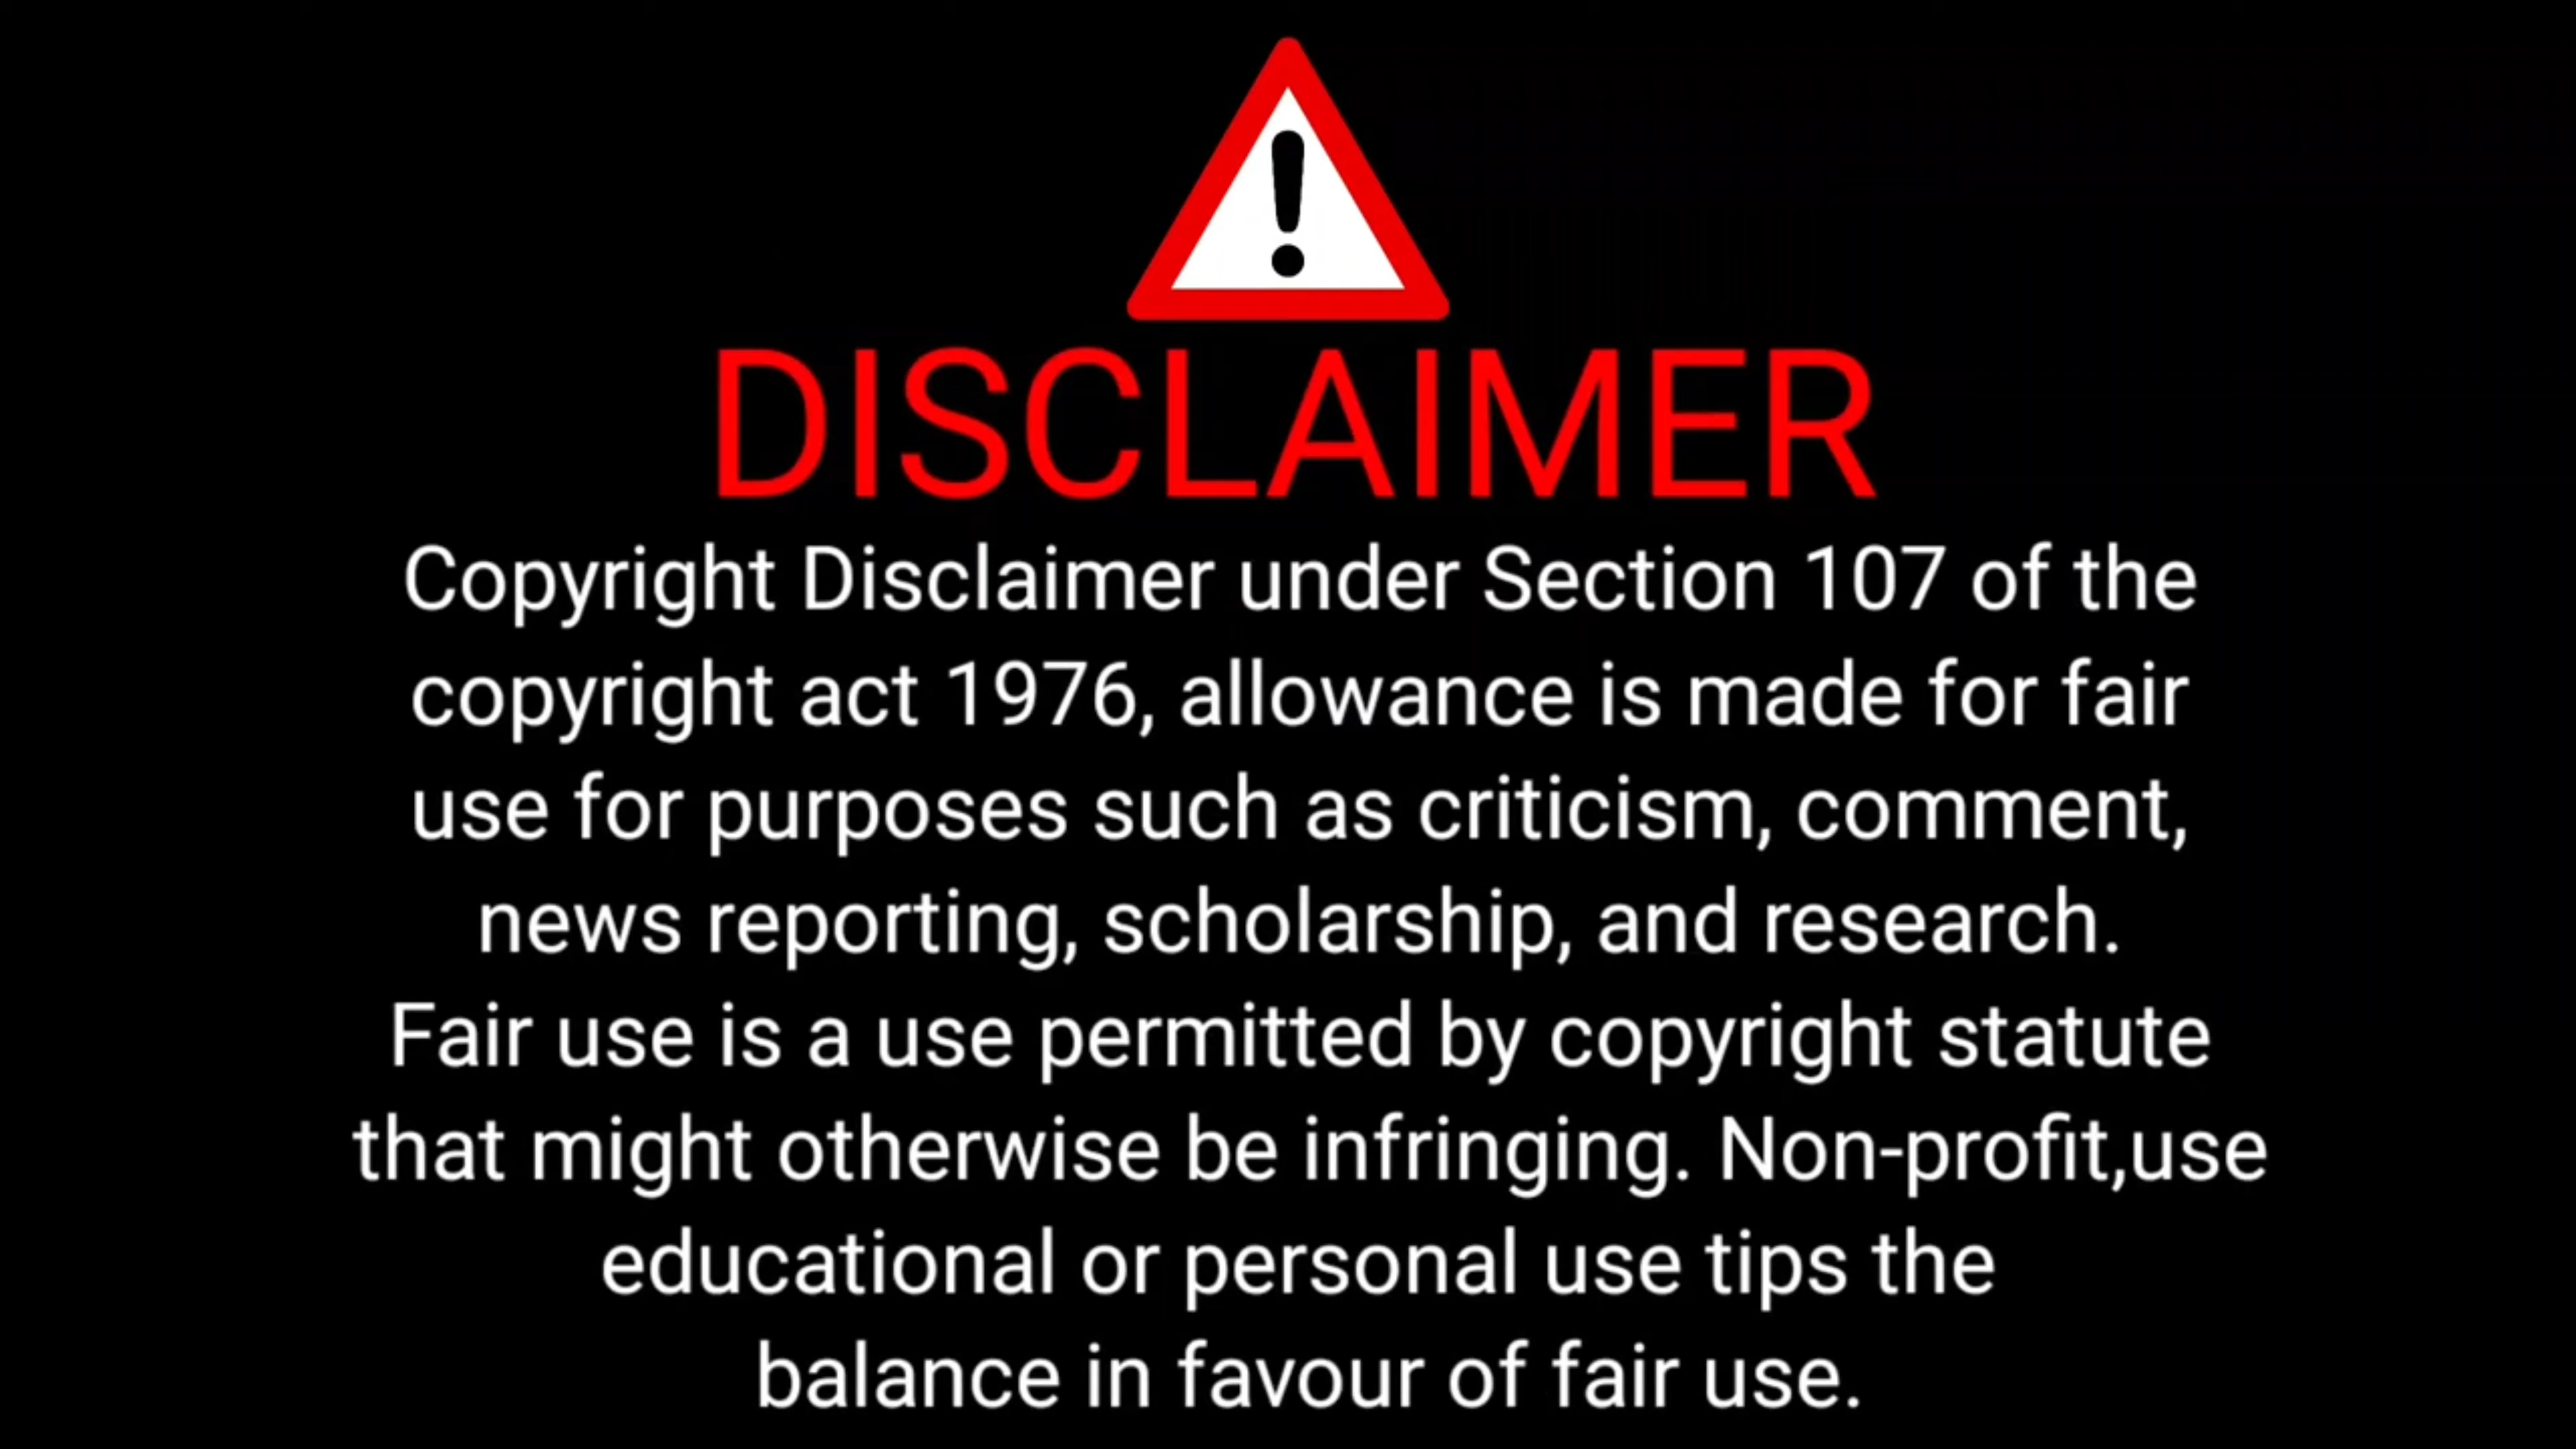 DISCLAIMER
Copyright Disclaimer under Section 107 of the
copyright act 1976, allowance is made for fair
use for purposes such as criticism, comment,
news reporting, scholarship, and research.
Fair use is a use permitted by copyright statute
that might otherwise be infringing. Non-profit,use
educational or personal use tips the
balance in favour of fair use.